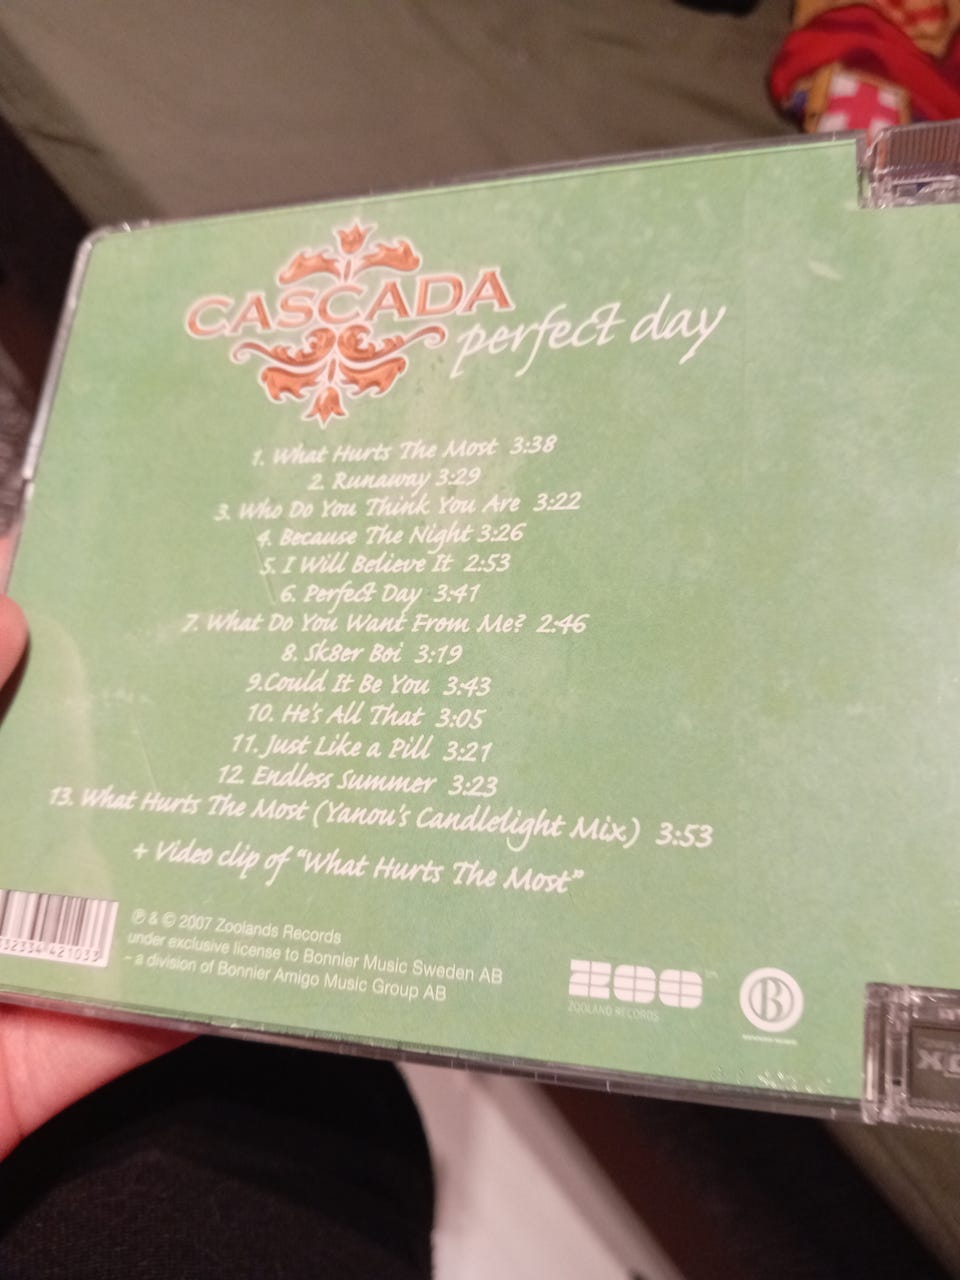 CASCADA
perfect day
1. What Hurts The Most 3:38
2. Runaway 3:29
3. Who Do You Think You Are 3:22
4. Because The Night 3:26
5. I Will Believe It 2:53
6. Perfect Day 3:41
7. What Do You Want From Me? 2:46
8. Sk8er Boi 3:19
9.Could It Be You 3:43
10. He's All That 3:05
11. Just Like a Pill 3:21
12. Endless Summer 3:23
13. What Hurts The Most (Yanou's Candlelight Mix) 3:53
+ Video clip of "What Hurts The Most"
℗ & © 2007 Zoolands Records
under exclusive license to Bonnier Music Sweden AB
- a division of Bonnier Amigo Music Group AB
421033
ZOO
ZOOLAND RECORDS
B